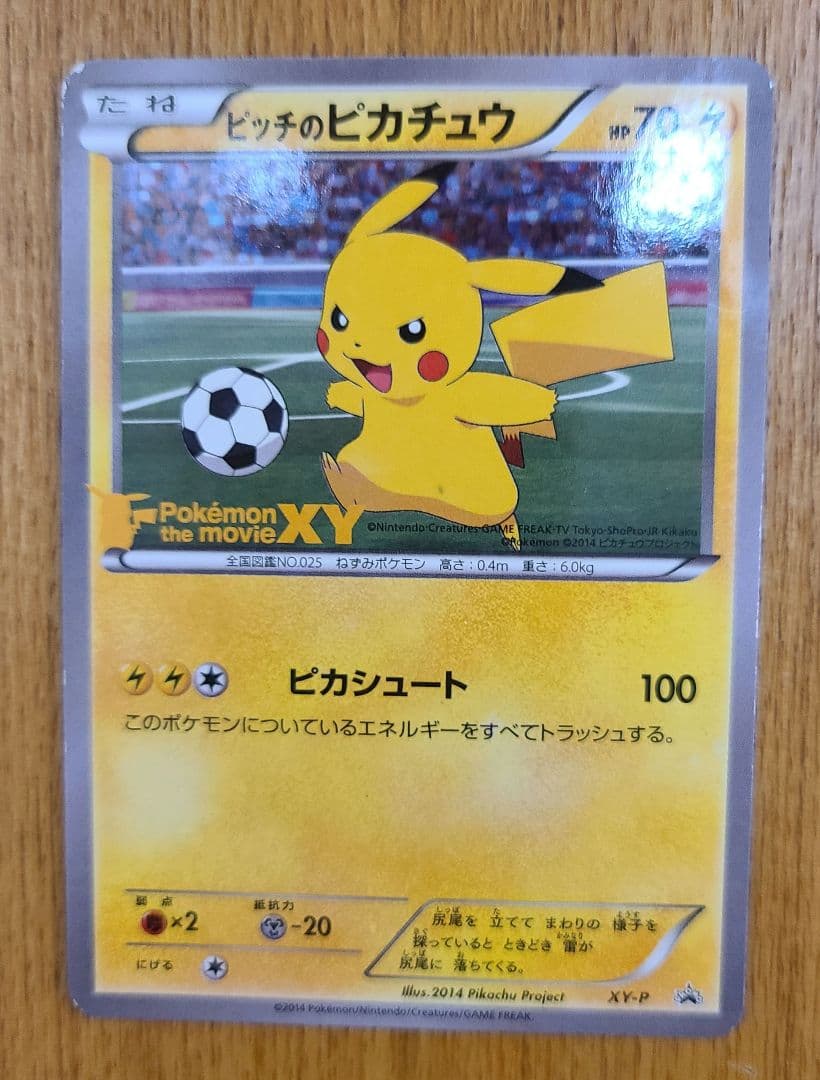 たね
ピッチのピカチュウ
HP70
Pokémon
the movie XY
©Nintendo・Creatures・GAME FREAK・TV Tokyo・ShoPro・JR Kikaku
©Pokémon ©2014 ピカチュウプロジェクト
全国図鑑NO.025 ねずみポケモン 高さ：0.4m 重さ：6.0kg
ピカシュート 100
このポケモンについているエネルギーをすべてトラッシュする。
弱点 抵抗力
×2 -20
にげる
尻尾を 立てて まわりの 様子を
探っていると ときどき 雷が
尻尾に 落ちてくる。
Illus.2014 Pikachu Project XY-P
©2014 Pokémon/Nintendo/Creatures/GAME FREAK.